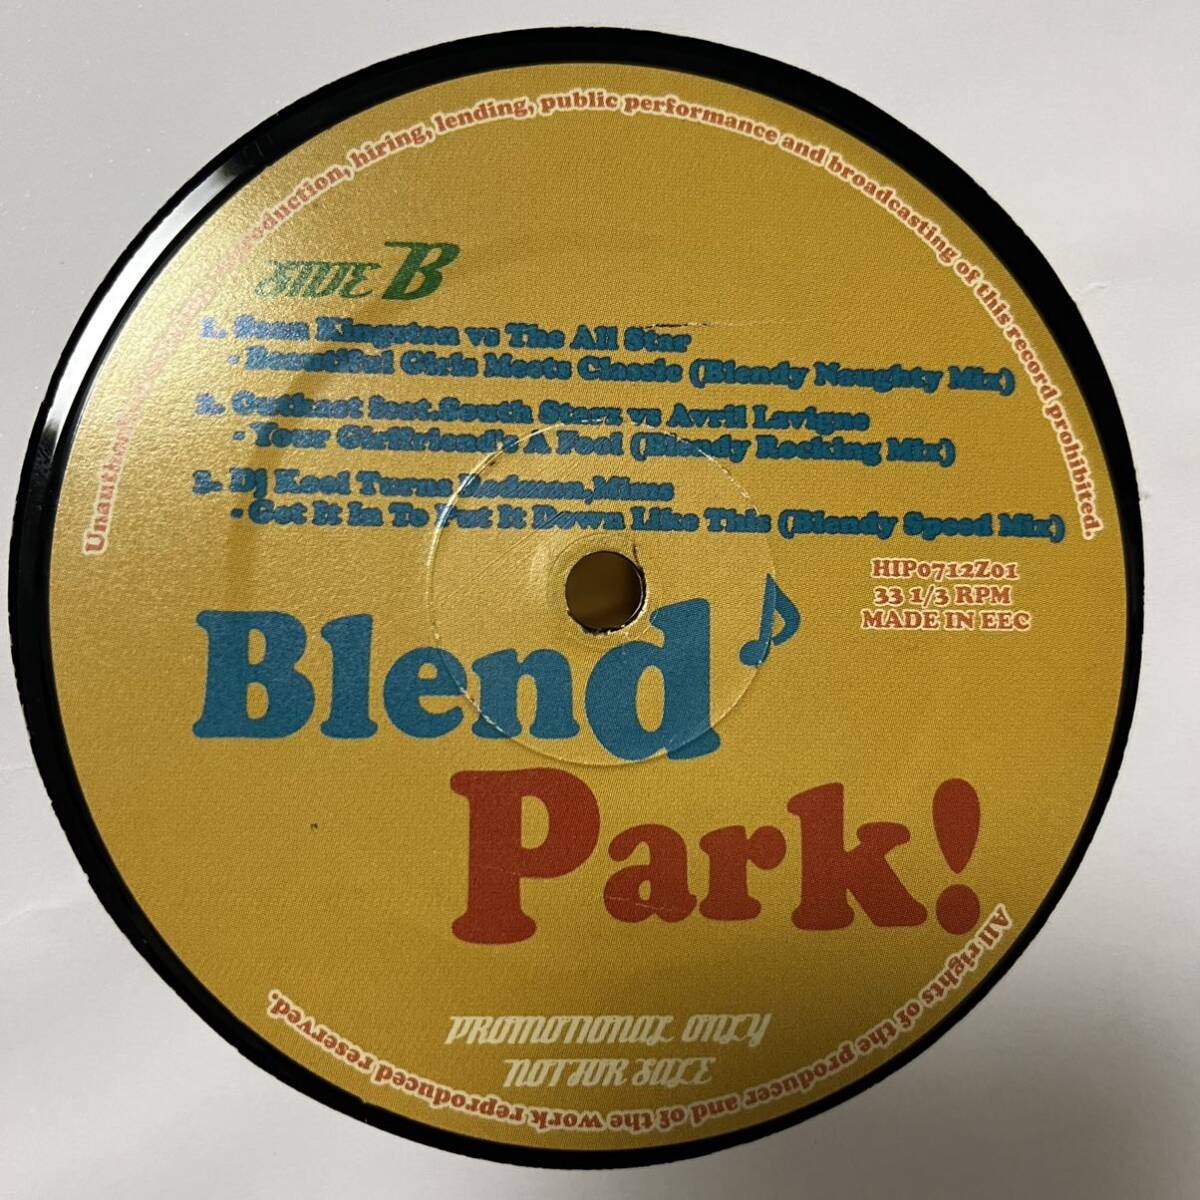 Unauthorized reproduction, hiring, lending, public performance and broadcasting of this record prohibited.
SIDE B
1. Sean Kingston vs The All Star
- Beautiful Girls Meets Classic (Blendy Noughty Mix)
2. Outkast feat.South Starz vs Avril Lavigne
- Your Girlfriend's A Fool (Blendy Rocking Mix)
3. Dj Kool Turns Redman,Mims
- Get It In To Put It Down Like This (Blendy Speed Mix)
HIP0712Z01
33 1/3 RPM
MADE IN EEC
Blend
Park!
PROMOTIONAL ONLY
NOT FOR SALE
All rights of the producer and of the work reproduced reserved.